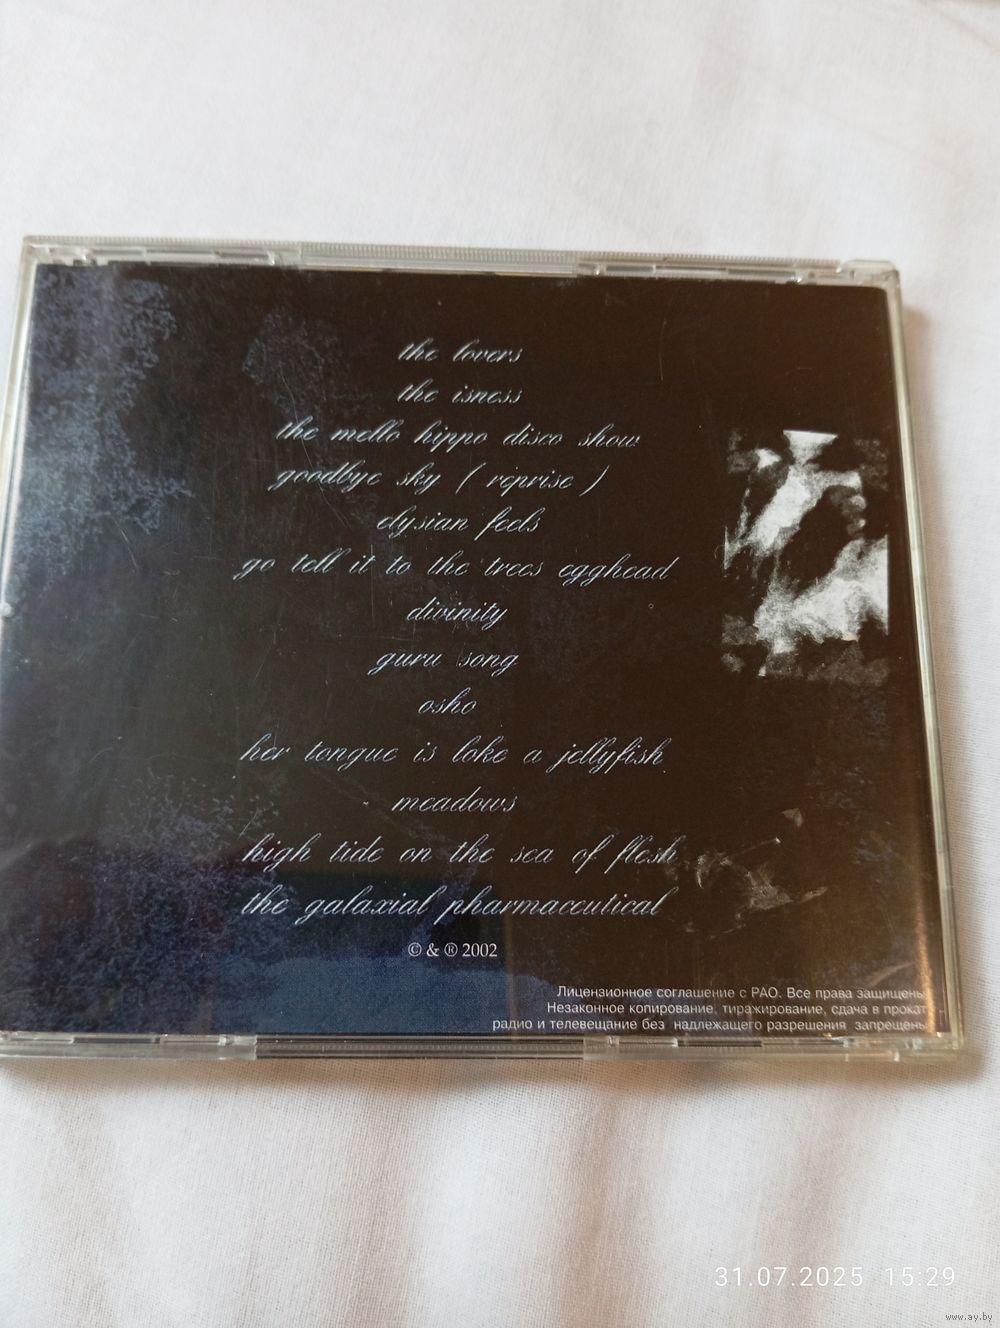 the lovers
the isness
the mello hippo disco show
goodbye sky ( reprise )
elysian feels
go tell it to the trees egghead
divinity
guru song
osho
her tongue is loke a jellyfish
meadows
high tide on the sea of flesh
the galaxial pharmaceutical
© & ® 2002
Лицензионное соглашение с РАО. Все права защищены
Незаконное копирование, тиражирование, сдача в прокат
радио и телевещание без надлежащего разрешения запрещены
31.07.2025 15:29
www.ay.by